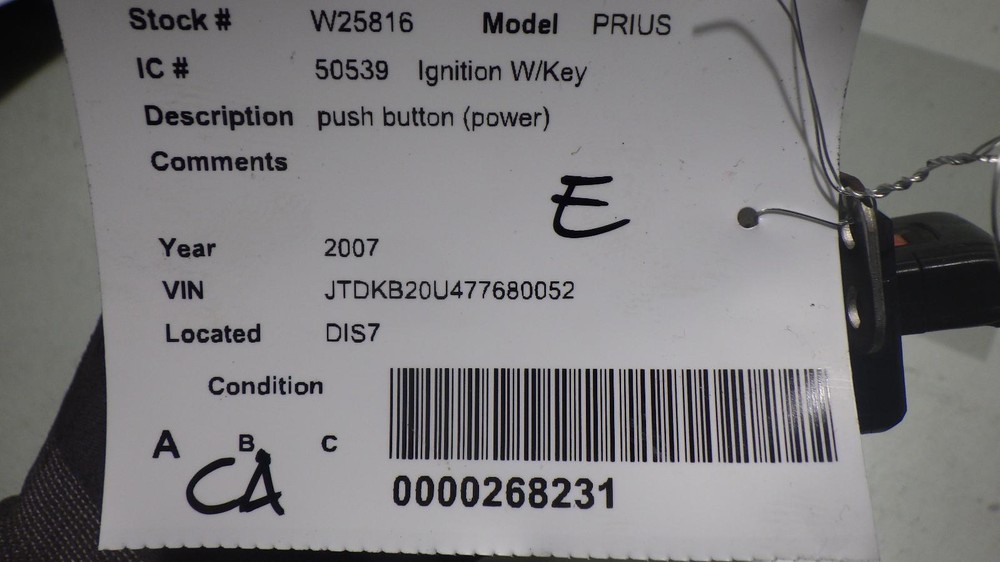 Stock # W25816 Model PRIUS
IC # 50539 Ignition W/Key
Description push button (power)
Comments
E
Year 2007
VIN JTDKB20U477680052
Located DIS7
Condition
A B C
CA
0000268231